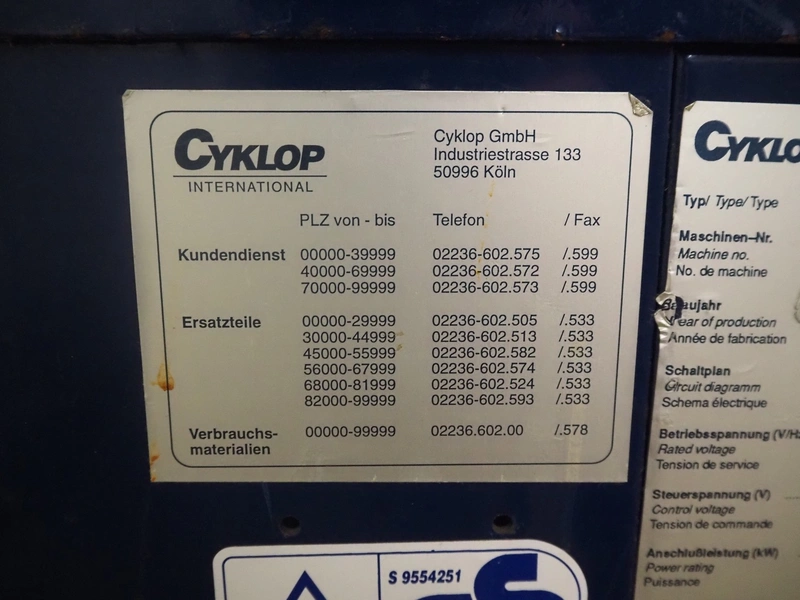 CYKLOP
INTERNATIONAL
Cyklop GmbH
Industriestrasse 133
50996 Köln
PLZ von - bis Telefon / Fax
Kundendienst 00000-39999 02236-602.575 /.599
40000-69999 02236-602.572 /.599
70000-99999 02236-602.573 /.599
Ersatzteile 00000-29999 02236-602.505 /.533
30000-44999 02236-602.513 /.533
45000-55999 02236-602.582 /.533
56000-67999 02236-602.574 /.533
68000-81999 02236-602.524 /.533
82000-99999 02236-602.593 /.533
Verbrauchs- 00000-99999 02236.602.00 /.578
materialien
CYKLO
Typ/ Type/ Type
Maschinen-Nr.
Machine no.
No. de machine
Baujahr
Year of production
Année de fabrication
Schaltplan
Circuit diagramm
Schema électrique
Betriebsspannung (V/Hz
Rated voltage
Tension de service
Steuerspannung (V)
Control voltage
Tension de commande
Anschlußleistung (kW)
Power rating
Puissance
S 9554251